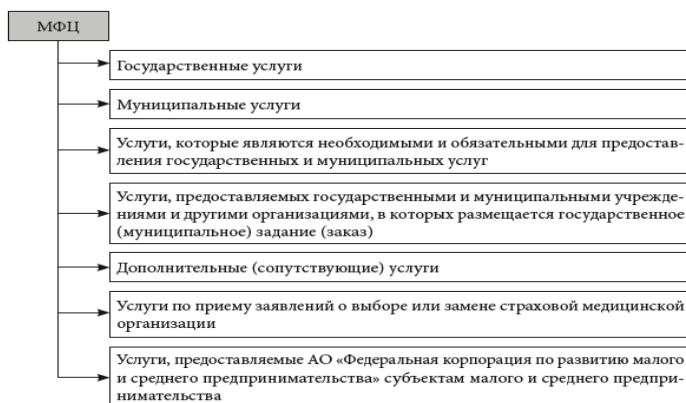 МФЦ
Государственные услуги
Муниципальные услуги
Услуги, которые являются необходимыми и обязательными для предостав-
ления государственных и муниципальных услуг
Услуги, предоставляемых государственными и муниципальными учрежде-
ниями и другими организациями, в которых размещается государственное
(муниципальное) задание (заказ)
Дополнительные (сопутствующие) услуги
Услуги по приему заявлений о выборе или замене страховой медицинской
организации
Услуги, предоставляемые АО «Федеральная корпорация по развитию малого
и среднего предпринимательства» субъектам малого и среднего предпри-
нимательства